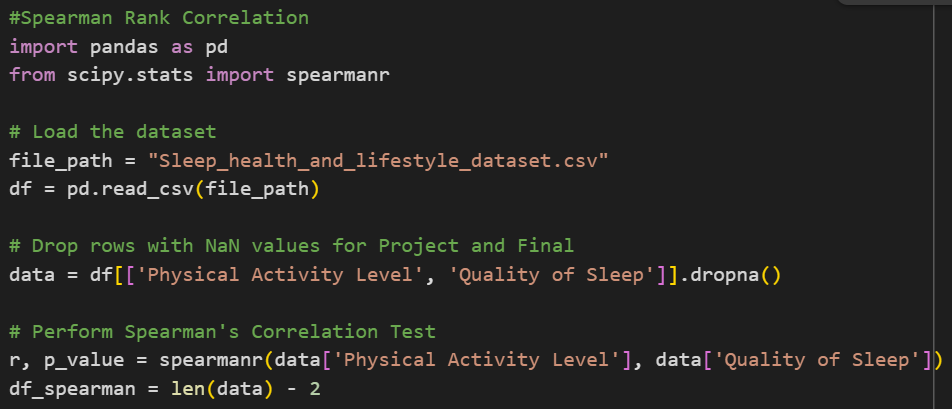 #Spearman Rank Correlation
import pandas as pd
from scipy.stats import spearmanr
# Load the dataset
file_path = "Sleep_health_and_lifestyle_dataset.csv"
df = pd.read_csv(file_path)
# Drop rows with NaN values for Project and Final
data = df[['Physical Activity Level', 'Quality of Sleep']].dropna()
# Perform Spearman's Correlation Test
r, p_value = spearmanr(data['Physical Activity Level'], data['Quality of Sleep'])
df_spearman = len(data) - 2